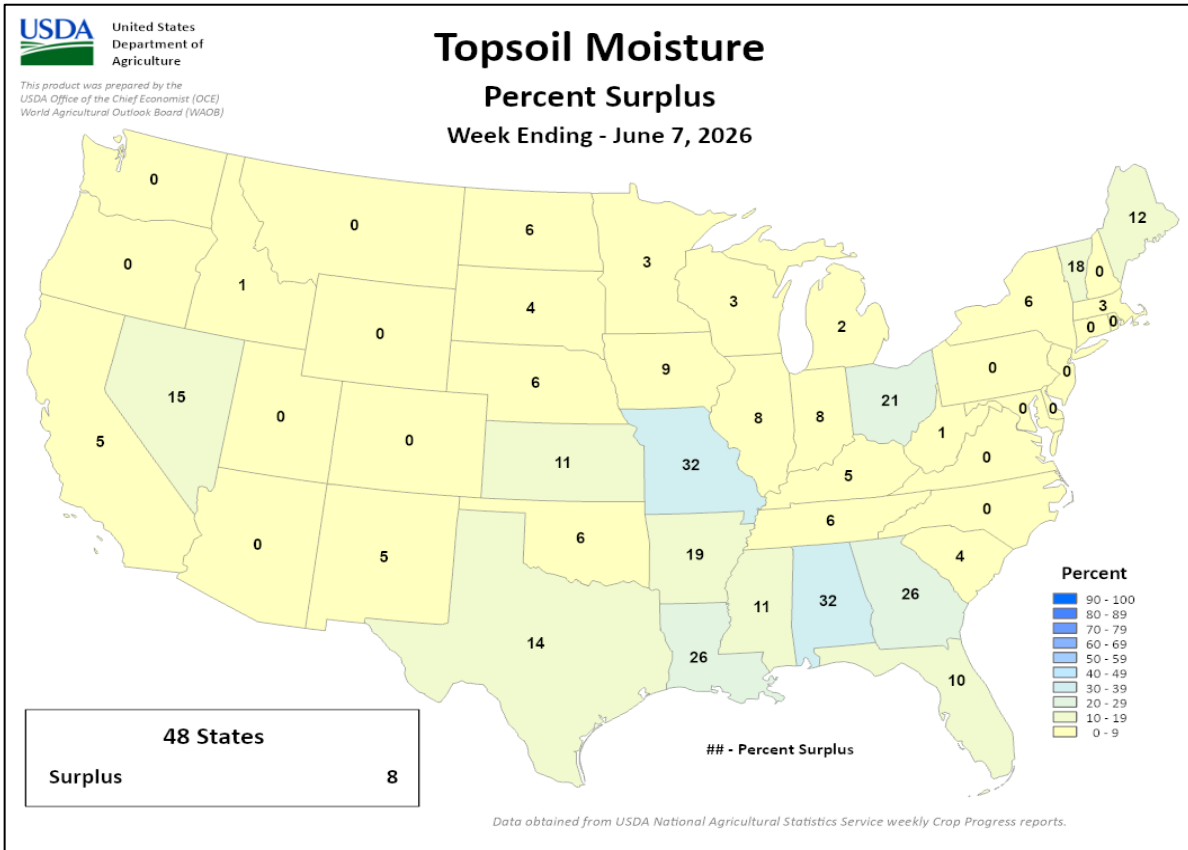 USDA
United States
Department of
Agriculture
This product was prepared by the
USDA Office of the Chief Economist (OCE)
World Agricultural Outlook Board (WAOB)
Topsoil Moisture
Percent Surplus
Week Ending - June 7, 2026
0
0
6
3
12
18
0
0
1
4
3
2
6
3
0
0
0
15
0
0
6
9
8
8
21
0
0
0
0
1
0
5
11
32
5
0
0
5
6
19
6
0
4
14
26
11
32
26
10
Percent
90 - 100
80 - 89
70 - 79
60 - 69
50 - 59
40 - 49
30 - 39
20 - 29
10 - 19
0 - 9
48 States
Surplus 8
## - Percent Surplus
Data obtained from USDA National Agricultural Statistics Service weekly Crop Progress reports.